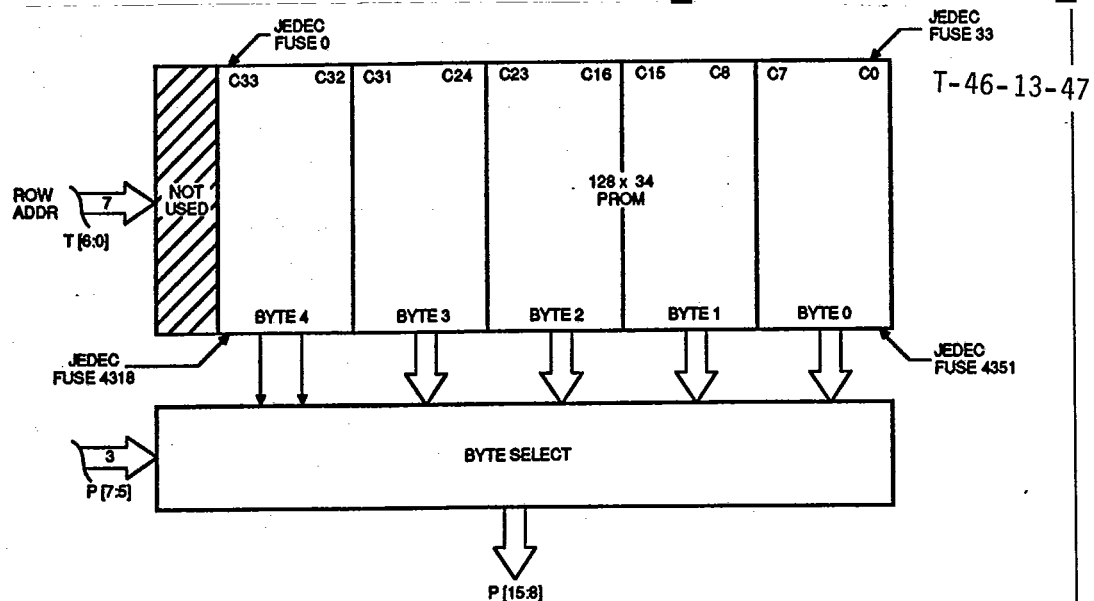 JEDEC
FUSE 0
JEDEC
FUSE 33
T-46-13-47
C33 C32 C31 C24 C23 C16 C15 C8 C7 C0
ROW
ADDR
7
T [6:0]
NOT
USED
128 x 34
PROM
BYTE 4 BYTE 3 BYTE 2 BYTE 1 BYTE 0
JEDEC
FUSE 4318
JEDEC
FUSE 4351
3
P [7:5]
BYTE SELECT
P [15:8]